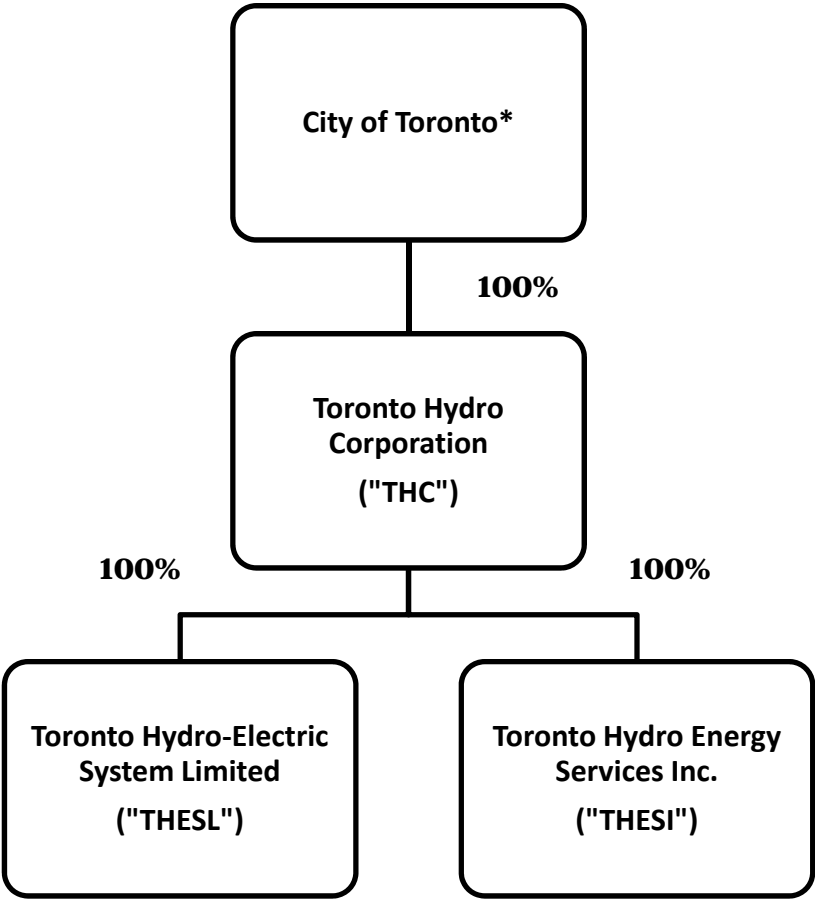 City of Toronto*
100%
Toronto Hydro
Corporation
("THC")
100%
100%
Toronto Hydro-Electric
System Limited
("THESL")
Toronto Hydro Energy
Services Inc.
("THESI")